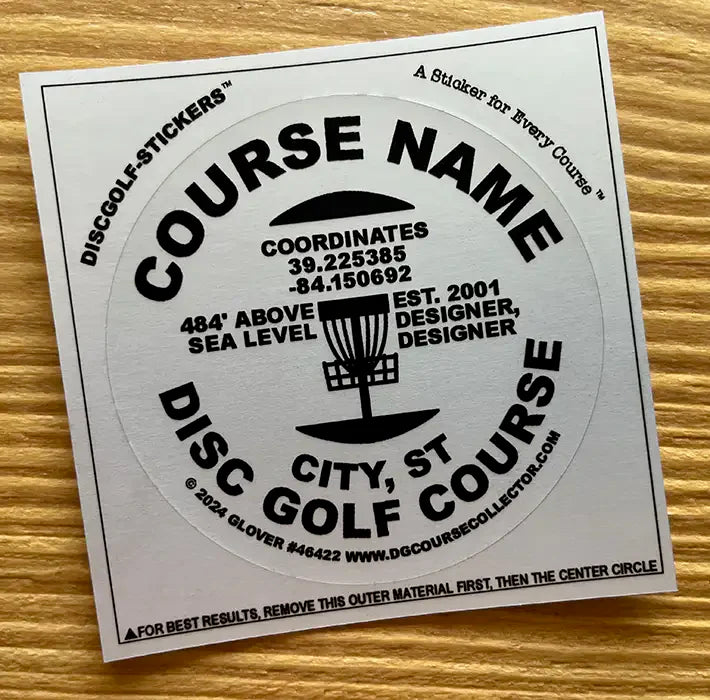 DISCGOLF-STICKERS™
A Sticker for Every Course ™
COURSE NAME
COORDINATES
39.225385
-84.150692
484' ABOVE
SEA LEVEL
EST. 2001
DESIGNER,
DESIGNER
CITY, ST
DISC GOLF COURSE
© 2024 GLOVER #46422 WWW.DGCOURSECOLLECTOR.COM
▲FOR BEST RESULTS, REMOVE THIS OUTER MATERIAL FIRST, THEN THE CENTER CIRCLE